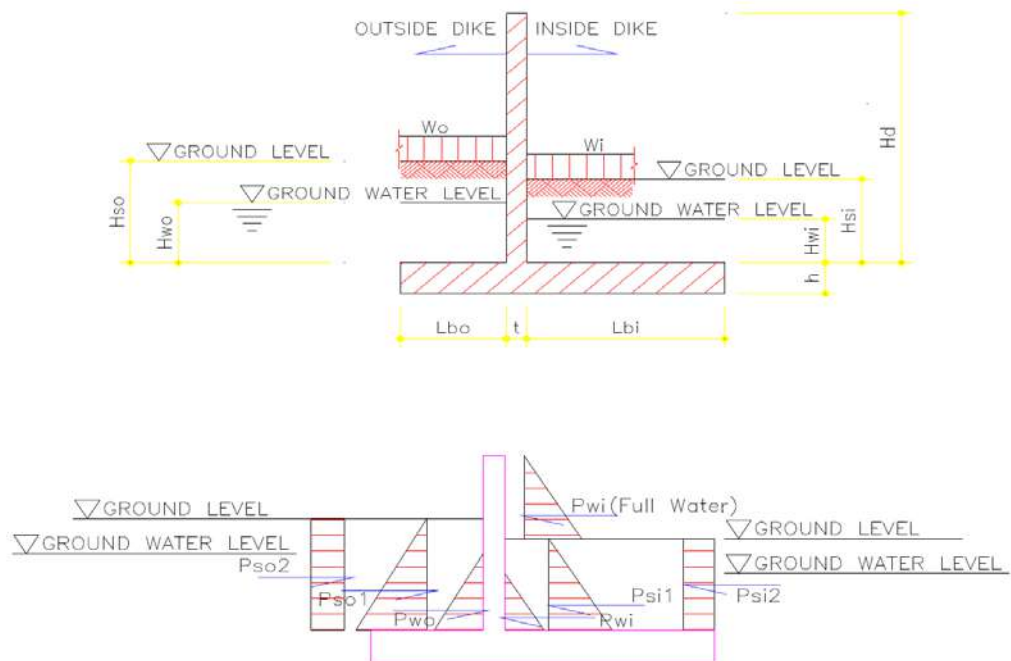 OUTSIDE DIKE
INSIDE DIKE
Wo
Wi
GROUND LEVEL
GROUND LEVEL
GROUND WATER LEVEL
GROUND WATER LEVEL
Hso
Hwo
Hwi
Hsi
Hd
h
Lbo
t
Lbi
Pwi(Full Water)
GROUND LEVEL
GROUND LEVEL
GROUND WATER LEVEL
GROUND WATER LEVEL
Pso2
Pso1
Psi1
Psi2
Pwo
Pwi